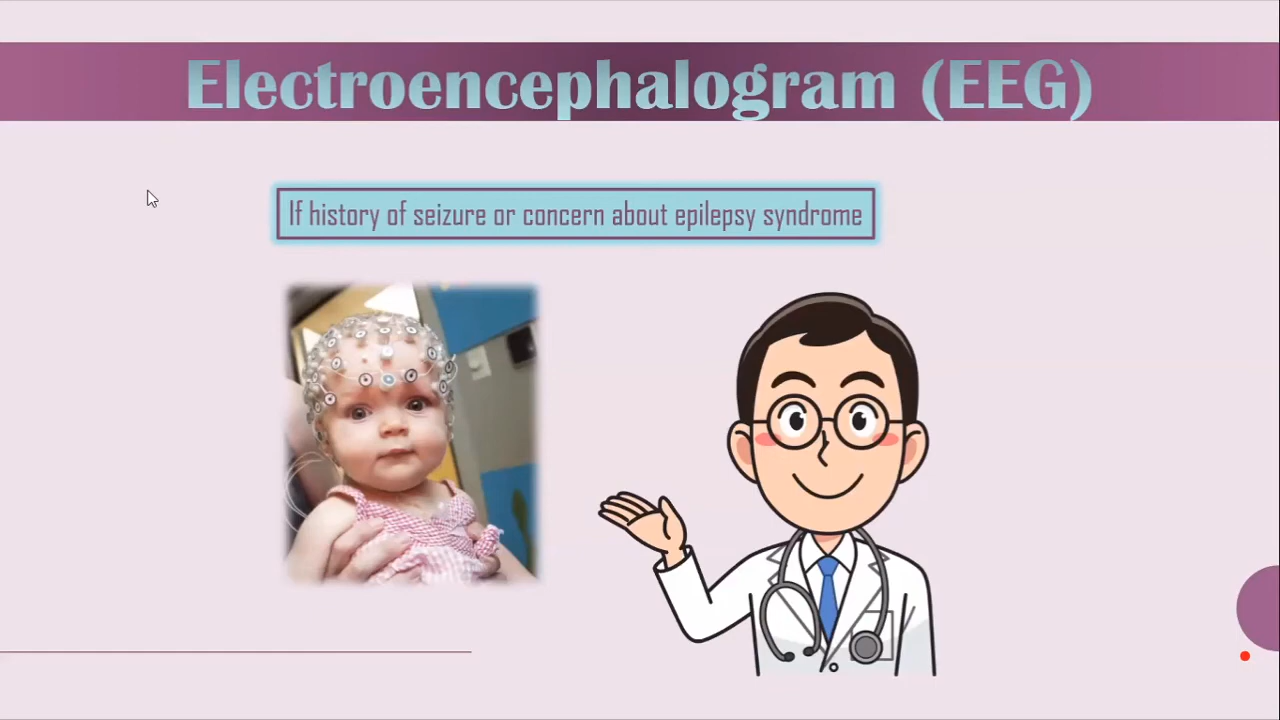 Electroencephalogram (EEG)
If history of seizure or concern about epilepsy syndrome